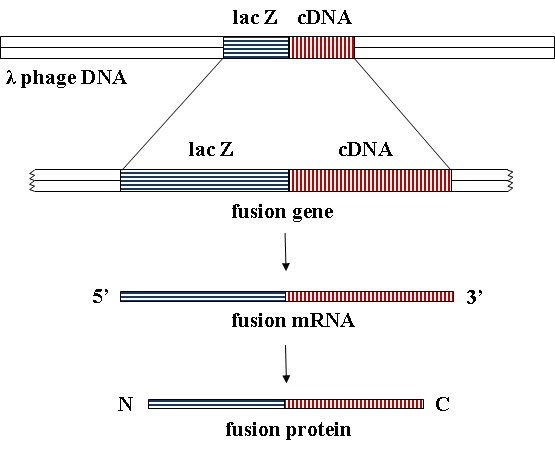 lac Z cDNA
λ phage DNA
lac Z cDNA
fusion gene
5’ 3’
fusion mRNA
N C
fusion protein